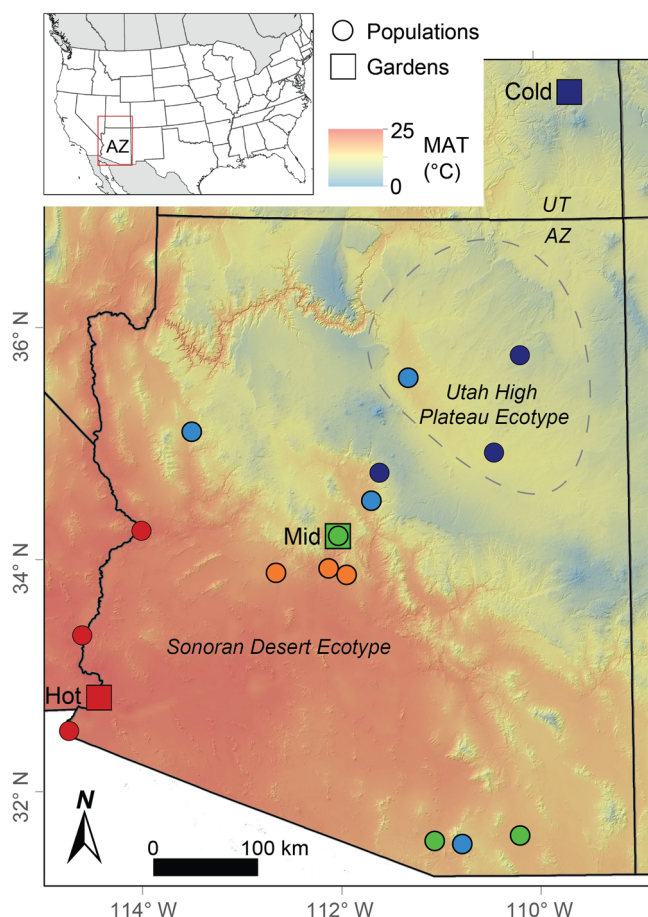 AZ
Populations
Gardens
25
0
MAT
(°C)
Cold
UT
AZ
36° N
Utah High
Plateau Ecotype
Mid
34° N
Sonoran Desert Ecotype
Hot
32° N
N
0 100 km
114° W 112° W 110° W